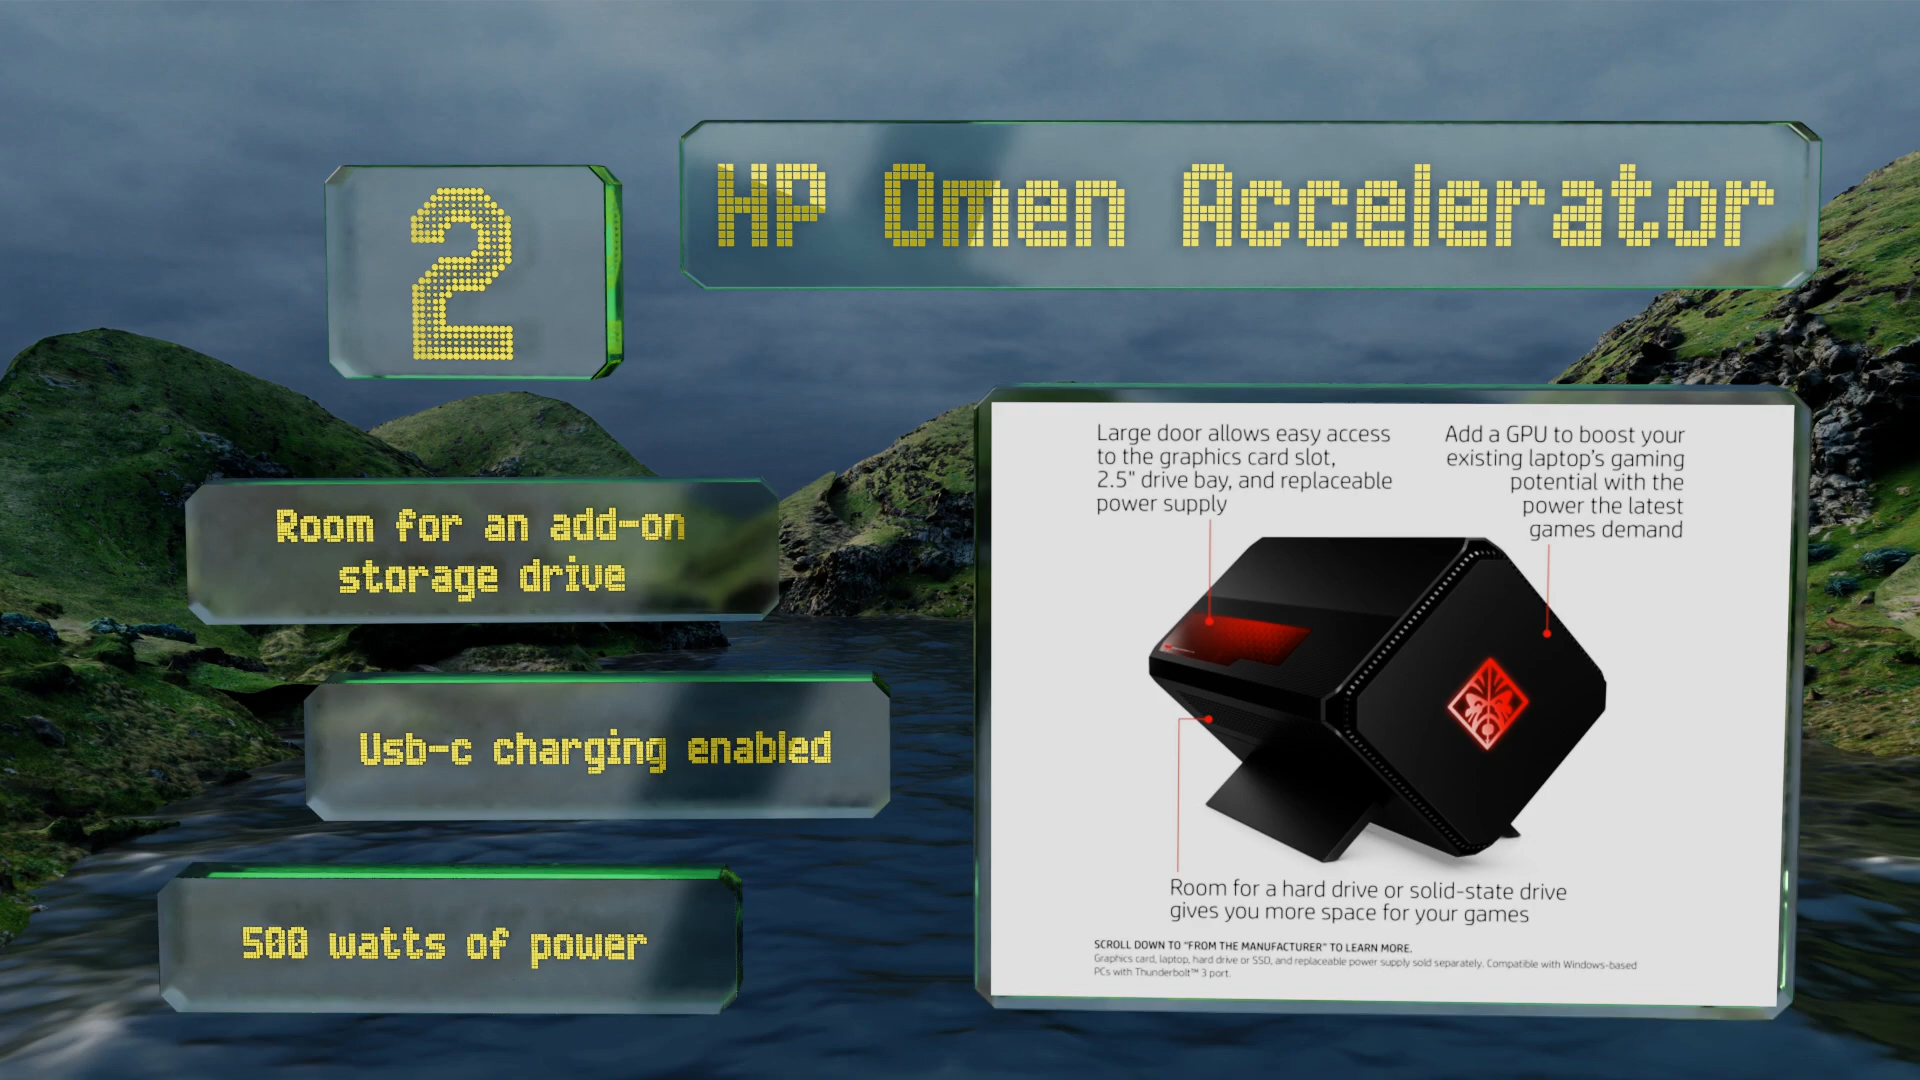 2
HP Omen Accelerator
Room for an add-on
storage drive
Usb-c charging enabled
500 watts of power
Large door allows easy access
to the graphics card slot,
2.5" drive bay, and replaceable
power supply
Add a GPU to boost your
existing laptop's gaming
potential with the
power the latest
games demand
Room for a hard drive or solid-state drive
gives you more space for your games
SCROLL DOWN TO "FROM THE MANUFACTURER" TO LEARN MORE.
Graphics card, laptop, hard drive or SSD, and replaceable power supply sold separately. Compatible with Windows-based
PCs with Thunderbolt™ 3 port.